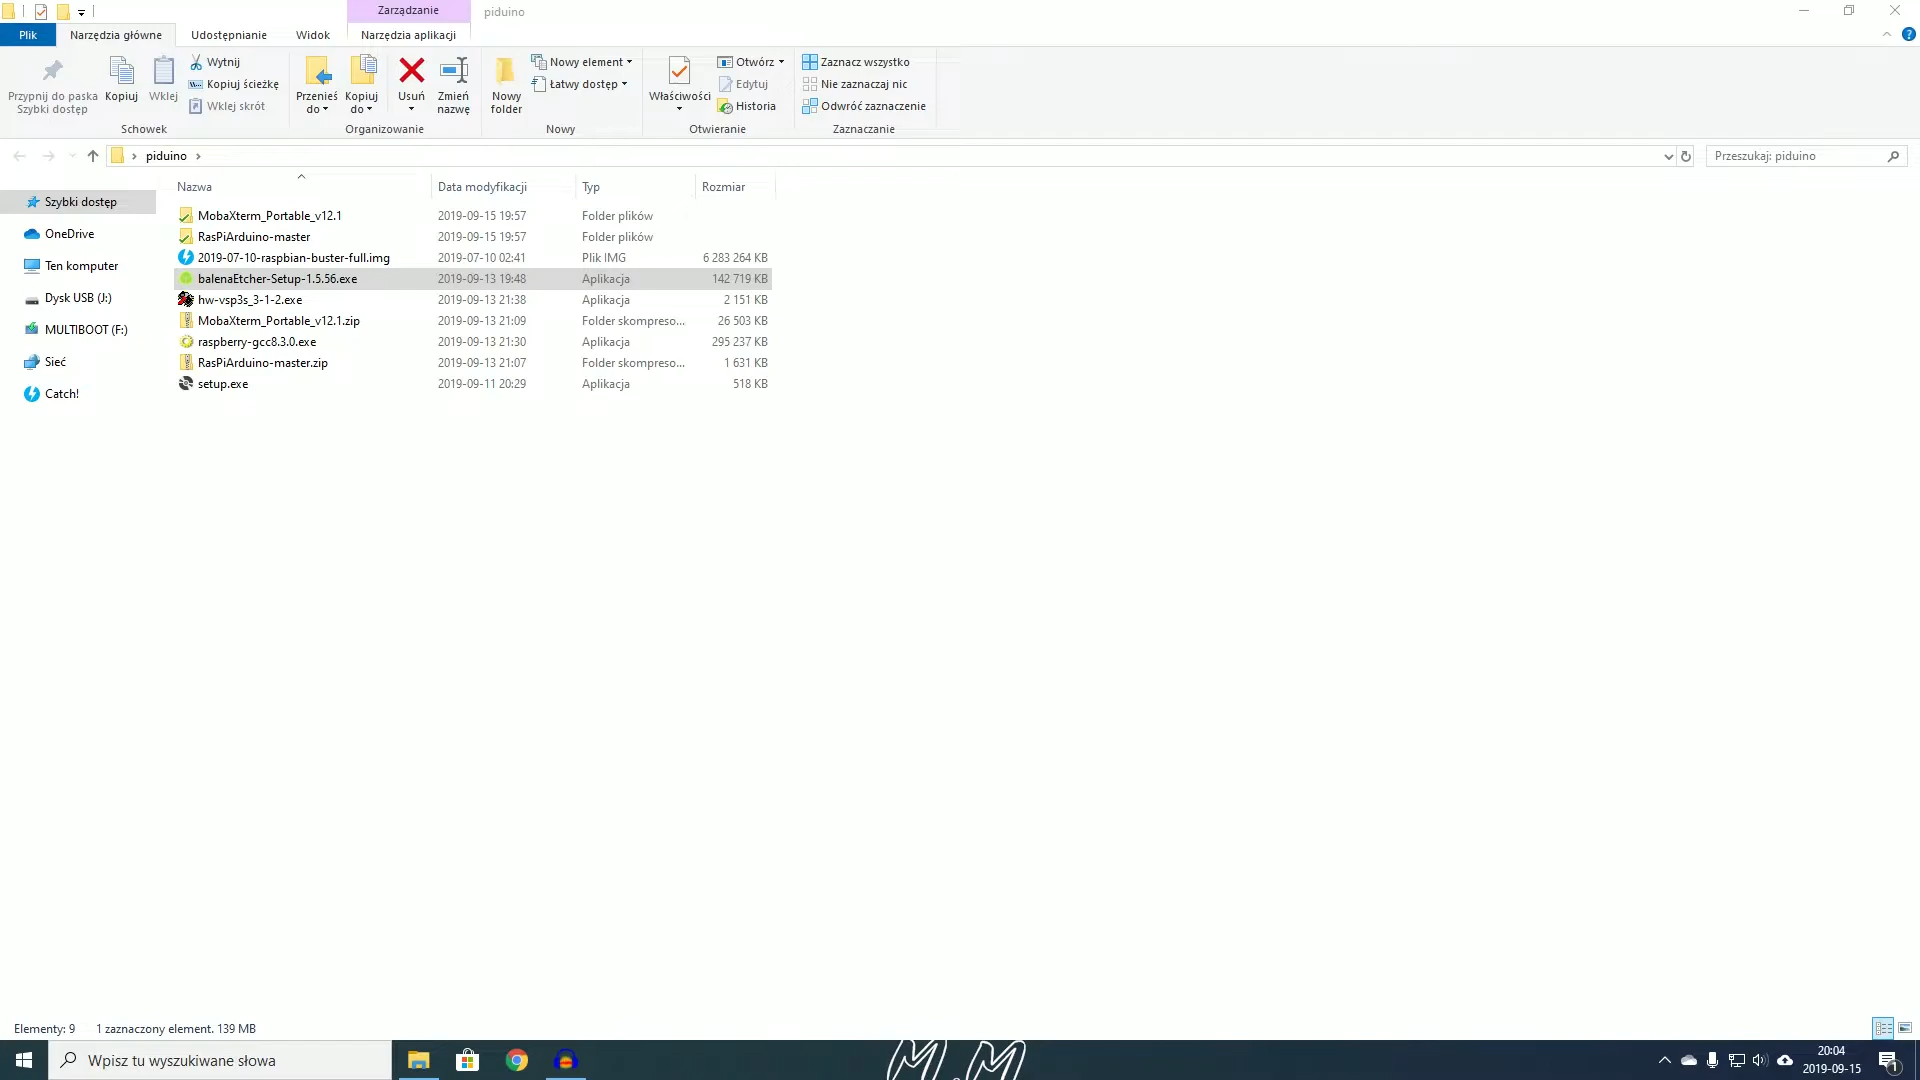 Zarządzanie
piduino
Plik
Narzędzia główne
Udostępnianie
Widok
Narzędzia aplikacji
Przypnij do paska
Szybki dostęp
Kopiuj
Wklej
Wytnij
Kopiuj ścieżkę
Wklej skrót
Schowek
Przenieś
do
Kopiuj
do
Usuń
Zmień
nazwę
Organizowanie
Nowy
folder
Nowy element
Łatwy dostęp
Nowy
Właściwości
Otwórz
Edytuj
Historia
Otwieranie
Zaznacz wszystko
Nie zaznaczaj nic
Odwróć zaznaczenie
Zaznaczanie
piduino
Przeszukaj: piduino
Szybki dostęp
OneDrive
Ten komputer
Dysk USB (J:)
MULTIBOOT (F:)
Sieć
Catch!
Nazwa Data modyfikacji Typ Rozmiar
MobaXterm_Portable_v12.1 2019-09-15 19:57 Folder plików
RasPiArduino-master 2019-09-15 19:57 Folder plików
2019-07-10-raspbian-buster-full.img 2019-07-10 02:41 Plik IMG 6 283 264 KB
balenaEtcher-Setup-1.5.56.exe 2019-09-13 19:48 Aplikacja 142 719 KB
hw-vsp3s_3-1-2.exe 2019-09-13 21:38 Aplikacja 2 151 KB
MobaXterm_Portable_v12.1.zip 2019-09-13 21:09 Folder skompreso... 26 503 KB
raspberry-gcc8.3.0.exe 2019-09-13 21:30 Aplikacja 295 237 KB
RasPiArduino-master.zip 2019-09-13 21:07 Folder skompreso... 1 631 KB
setup.exe 2019-09-11 20:29 Aplikacja 518 KB
Elementy: 9 1 zaznaczony element. 139 MB
Wpisz tu wyszukiwane słowa
M.M
20:04
2019-09-15
1